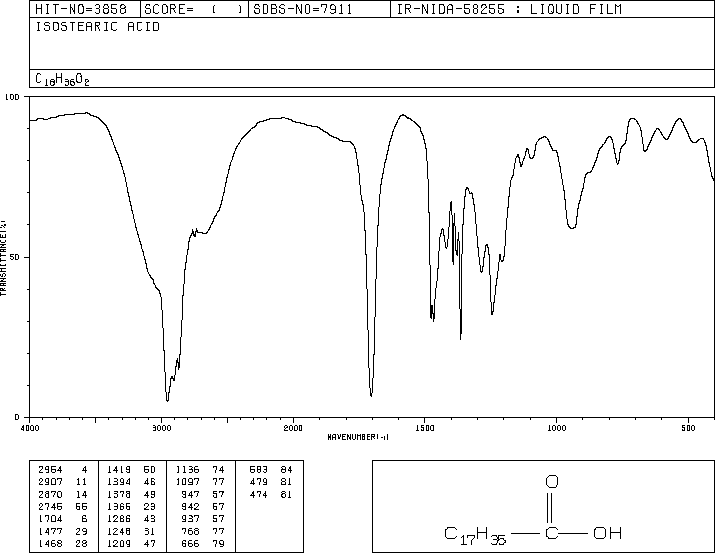 HIT-NO=3858 SCORE= ( ) SDBS-NO=7911 IR-NIDA-58255 : LIQUID FILM
ISOSTEARIC ACID
C18H36O2
100
50
0
TRANSMITTANCE(%)
4000 3000 2000 1500 1000 500
WAVENUMBER(-1)
2954 4 1419 50 1136 74 583 84
2907 11 1394 46 1097 77 479 81
2870 14 1378 49 947 57 474 81
2745 55 1365 23 942 57
1704 6 1286 43 937 57
1477 29 1248 31 768 77
1468 28 1209 47 666 79
O
C17H35 C OH